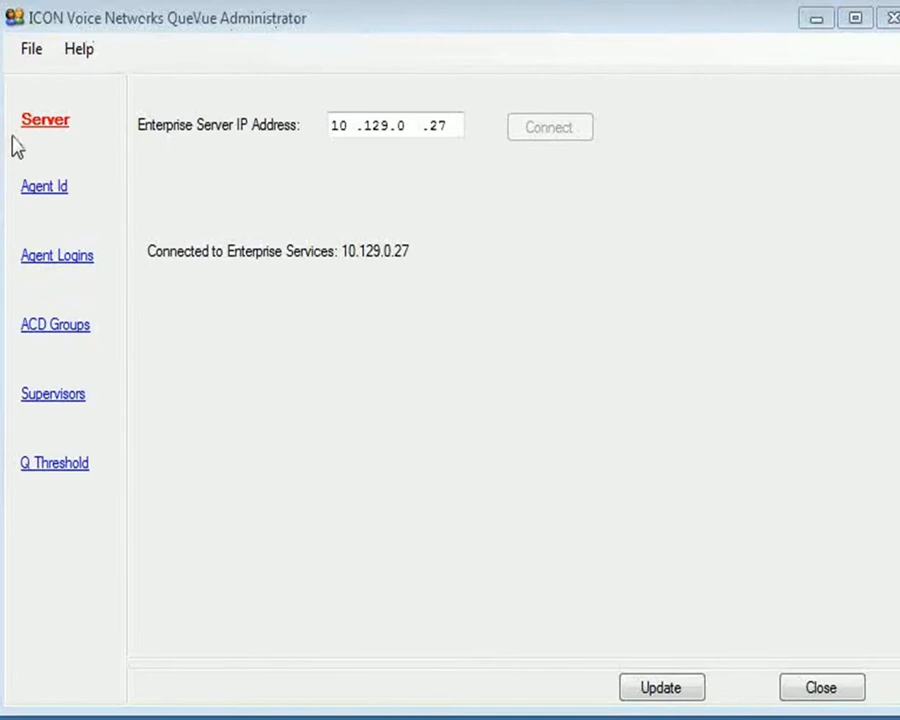 ICON Voice Networks QueVue Administrator
File Help
Server
Enterprise Server IP Address: 10 .129.0 .27 Connect
Agent Id
Connected to Enterprise Services: 10.129.0.27
Agent Logins
ACD Groups
Supervisors
Q Threshold
Update Close